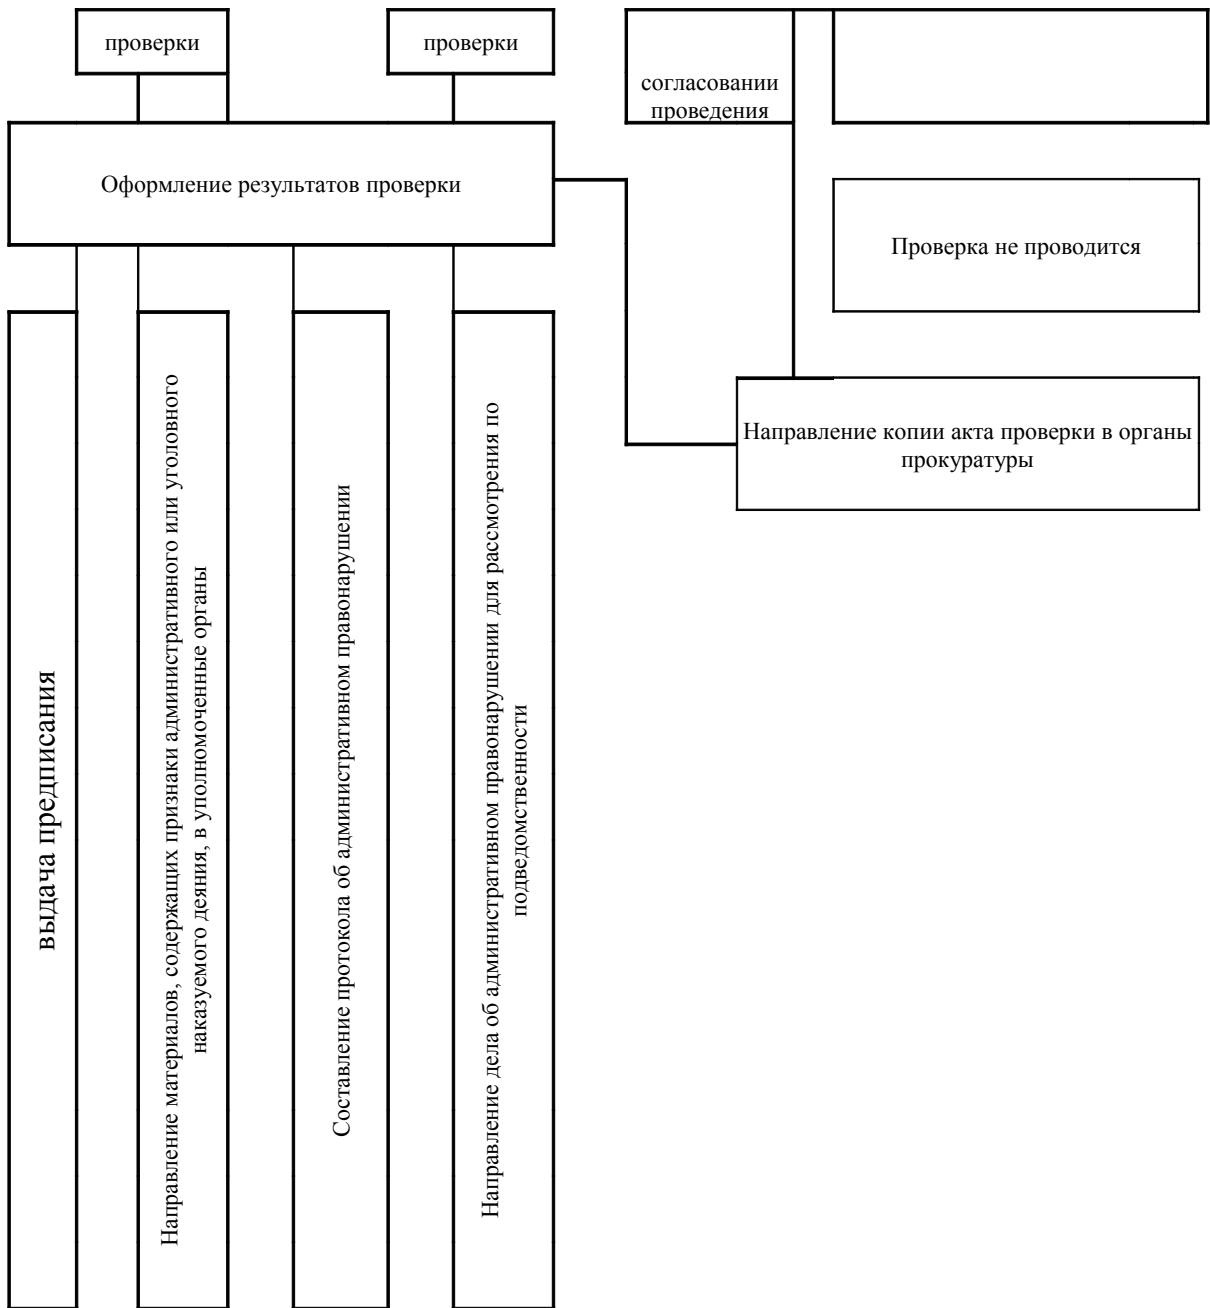 проверки
проверки
согласовании
проведения
Оформление результатов проверки
Проверка не проводится
Направление копии акта проверки в органы
прокуратуры
выдача предписания
Направление материалов, содержащих признаки административного или уголовного
наказуемого деяния, в уполномоченные органы
Составление протокола об административном правонарушении
Направление дела об административном правонарушении для рассмотрения по
подведомственности